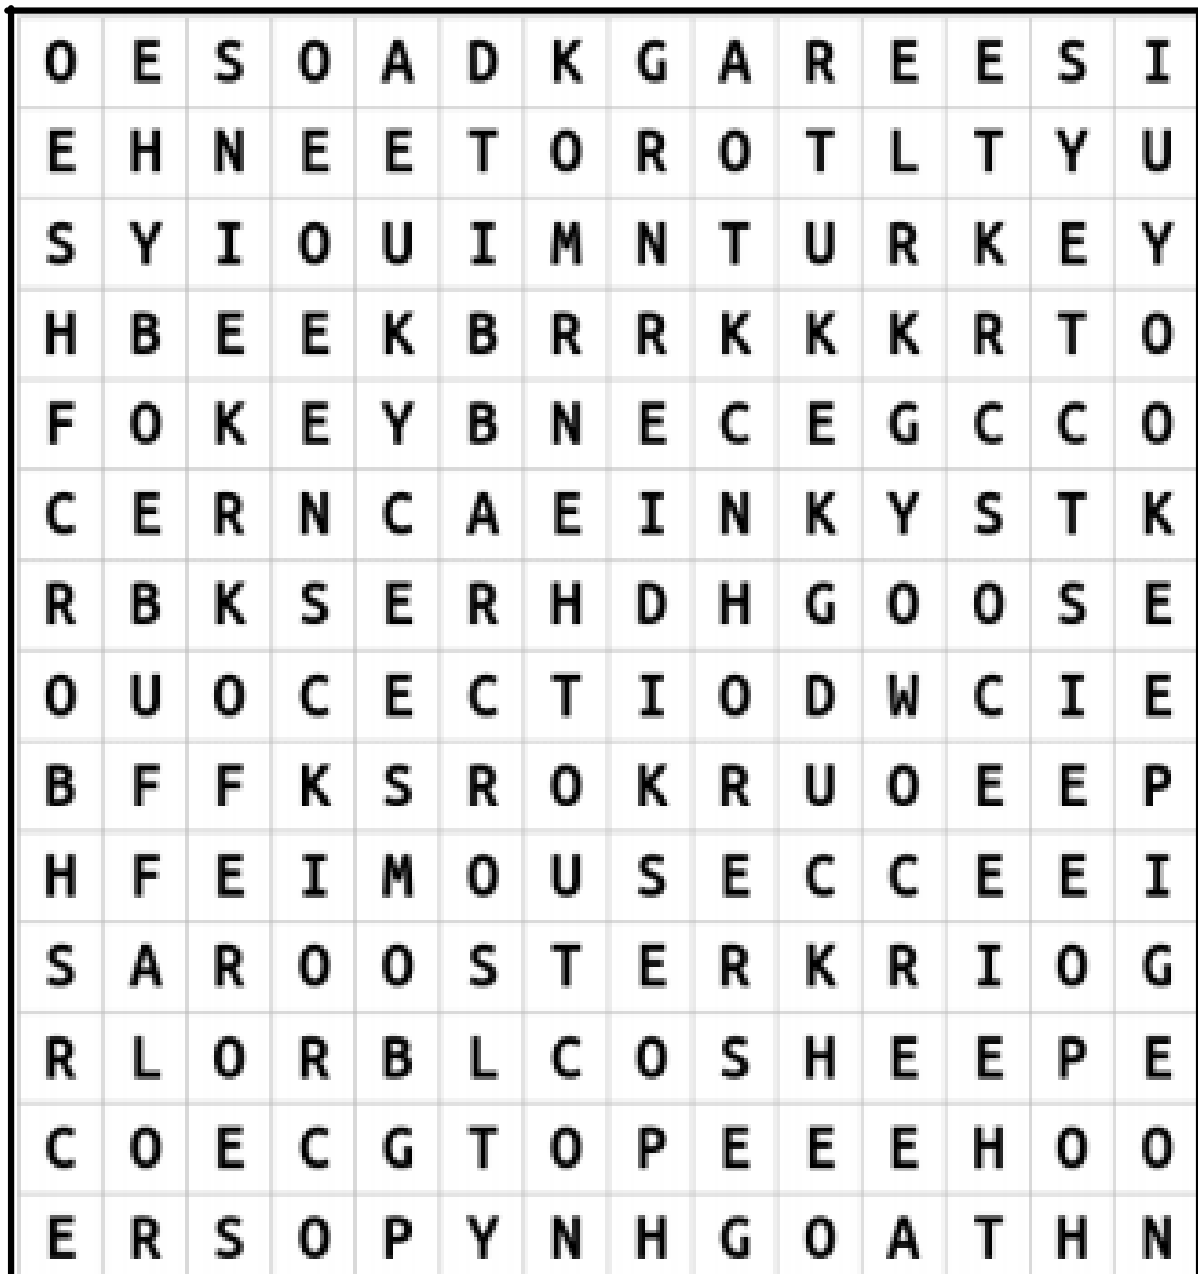 O E S O A D K G A R E E S I
E H N E E T O R O T L T Y U
S Y I O U I M N T U R K E Y
H B E E K B R R K K K R T O
F O K E Y B N E C E G C C O
C E R N C A E I N K Y S T K
R B K S E R H D H G O O S E
O U O C E C T I O D W C I E
B F F K S R O K R U O E E P
H F E I M O U S E C C E E I
S A R O O S T E R K R I O G
R L O R B L C O S H E E P E
C O E C G T O P E E E H O O
E R S O P Y N H G O A T H N